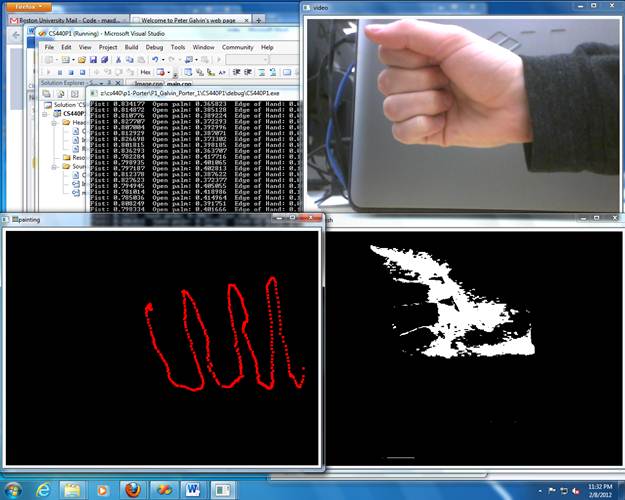 Firefox
Boston University Mail - Code - maxd...
Welcome to Peter Galvin's web page
video
CS440P1 (Running) - Microsoft Visual Studio
File Edit View Project Build Debug Tools Window Community Help
Hex
Solution Explorer - S...
Image.cpp main.cpp
z:\cs440\p1-Porter\P1_Galvin_Porter_1\CS440P1\debug\CS440P1.exe
Solution 'CS
CS440P1
Head
Reso
Sour
Fist: 0.834177 Open palm: 0.365823 Edge of Hand: 0.
Fist: 0.814872 Open palm: 0.385128 Edge of Hand: 0.
Fist: 0.810776 Open palm: 0.389224 Edge of Hand: 0.
Fist: 0.827707 Open palm: 0.372293 Edge of Hand: 0.
Fist: 0.807004 Open palm: 0.392996 Edge of Hand: 0.
Fist: 0.812929 Open palm: 0.387071 Edge of Hand: 0.
Fist: 0.826698 Open palm: 0.373302 Edge of Hand: 0.
Fist: 0.801815 Open palm: 0.398185 Edge of Hand: 0.
Fist: 0.836293 Open palm: 0.363707 Edge of Hand: 0.
Fist: 0.782284 Open palm: 0.417716 Edge of Hand: 0.
Fist: 0.798935 Open palm: 0.401065 Edge of Hand: 0.
Fist: 0.797187 Open palm: 0.402813 Edge of Hand: 0.
Fist: 0.812378 Open palm: 0.387622 Edge of Hand: 0.
Fist: 0.827623 Open palm: 0.372377 Edge of Hand: 0.
Fist: 0.794945 Open palm: 0.405055 Edge of Hand: 0.
Fist: 0.781014 Open palm: 0.418986 Edge of Hand: 0.
Fist: 0.785036 Open palm: 0.414964 Edge of Hand: 0.
Fist: 0.808249 Open palm: 0.391751 Edge of Hand: 0.
Fist: 0.798334 Open palm: 0.401666 Edge of Hand: 0.
painting
sh
11:32 PM
2/8/2012